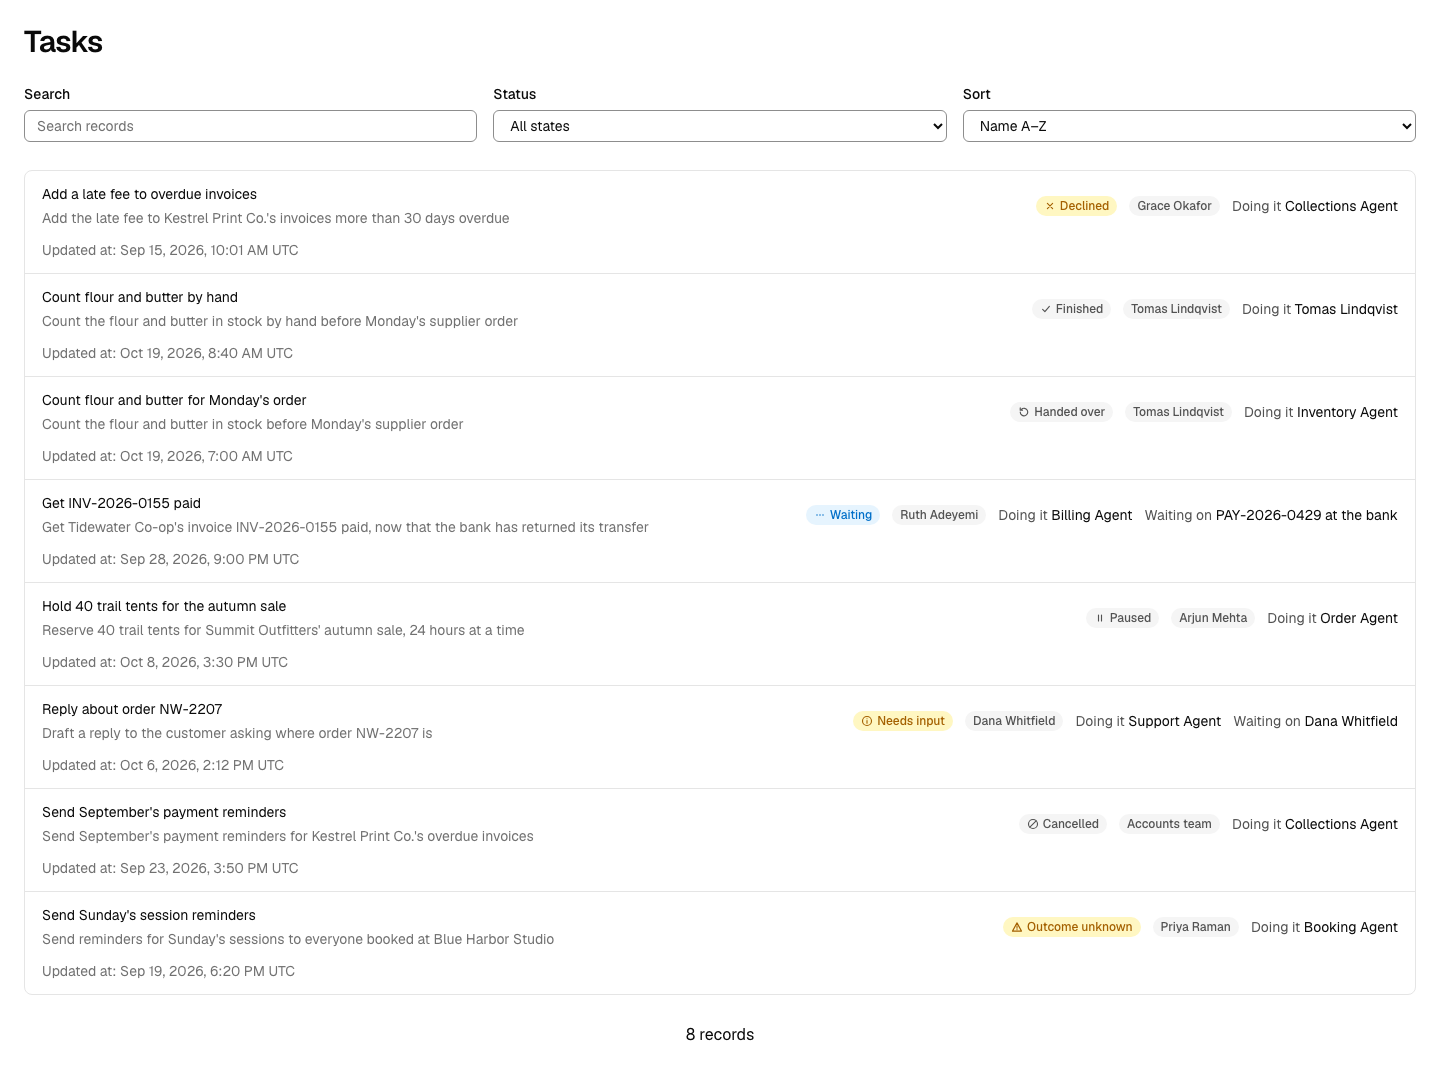 Tasks
Search
Status
Sort
Search records
All states
Name A–Z
Add a late fee to overdue invoices
Add the late fee to Kestrel Print Co.'s invoices more than 30 days overdue
Updated at: Sep 15, 2026, 10:01 AM UTC
Declined
Grace Okafor
Doing it Collections Agent
Count flour and butter by hand
Count the flour and butter in stock by hand before Monday's supplier order
Updated at: Oct 19, 2026, 8:40 AM UTC
Finished
Tomas Lindqvist
Doing it Tomas Lindqvist
Count flour and butter for Monday's order
Count the flour and butter in stock before Monday's supplier order
Updated at: Oct 19, 2026, 7:00 AM UTC
Handed over
Tomas Lindqvist
Doing it Inventory Agent
Get INV-2026-0155 paid
Get Tidewater Co-op's invoice INV-2026-0155 paid, now that the bank has returned its transfer
Updated at: Sep 28, 2026, 9:00 PM UTC
Waiting
Ruth Adeyemi
Doing it Billing Agent
Waiting on PAY-2026-0429 at the bank
Hold 40 trail tents for the autumn sale
Reserve 40 trail tents for Summit Outfitters' autumn sale, 24 hours at a time
Updated at: Oct 8, 2026, 3:30 PM UTC
Paused
Arjun Mehta
Doing it Order Agent
Reply about order NW-2207
Draft a reply to the customer asking where order NW-2207 is
Updated at: Oct 6, 2026, 2:12 PM UTC
Needs input
Dana Whitfield
Doing it Support Agent
Waiting on Dana Whitfield
Send September's payment reminders
Send September's payment reminders for Kestrel Print Co.'s overdue invoices
Updated at: Sep 23, 2026, 3:50 PM UTC
Cancelled
Accounts team
Doing it Collections Agent
Send Sunday's session reminders
Send reminders for Sunday's sessions to everyone booked at Blue Harbor Studio
Updated at: Sep 19, 2026, 6:20 PM UTC
Outcome unknown
Priya Raman
Doing it Booking Agent
8 records